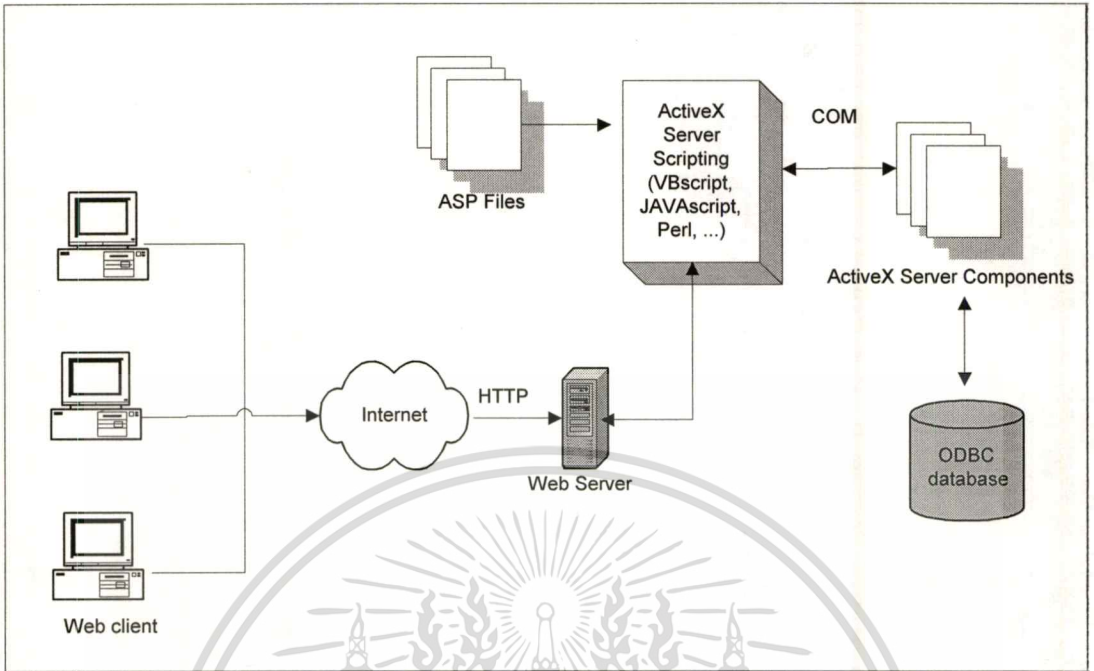 ASP Files
ActiveX
Server
Scripting
(VBscript,
JAVAscript,
Perl, ...)
COM
ActiveX Server Components
ODBC
database
Internet
HTTP
Web Server
Web client